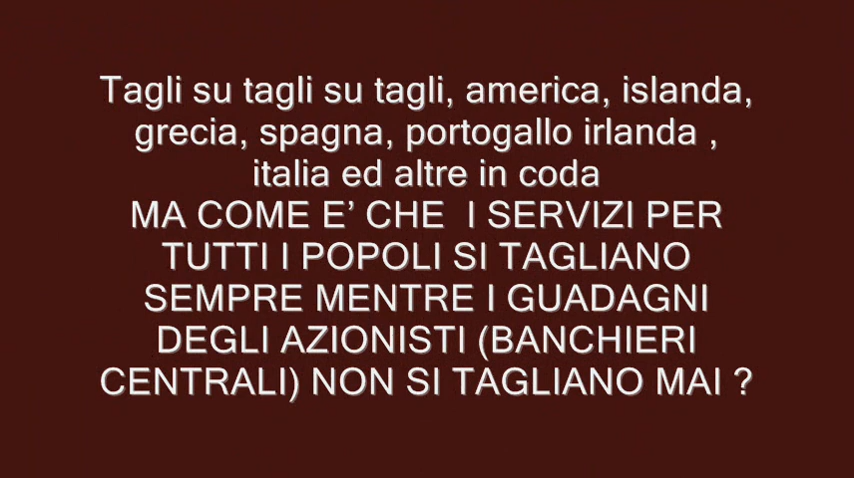 Tagli su tagli su tagli, america, islanda,
grecia, spagna, portogallo irlanda ,
italia ed altre in coda
MA COME E’ CHE  I SERVIZI PER
TUTTI I POPOLI SI TAGLIANO
SEMPRE MENTRE I GUADAGNI
DEGLI AZIONISTI (BANCHIERI
CENTRALI) NON SI TAGLIANO MAI ?